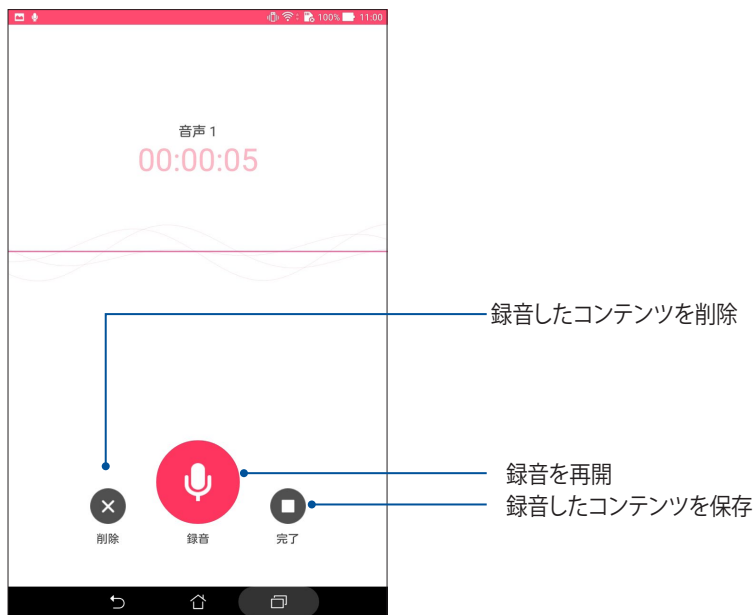 100% 11:00
音声 1
00:00:05
録音したコンテンツを削除
録音を再開
録音したコンテンツを保存
削除
録音
完了